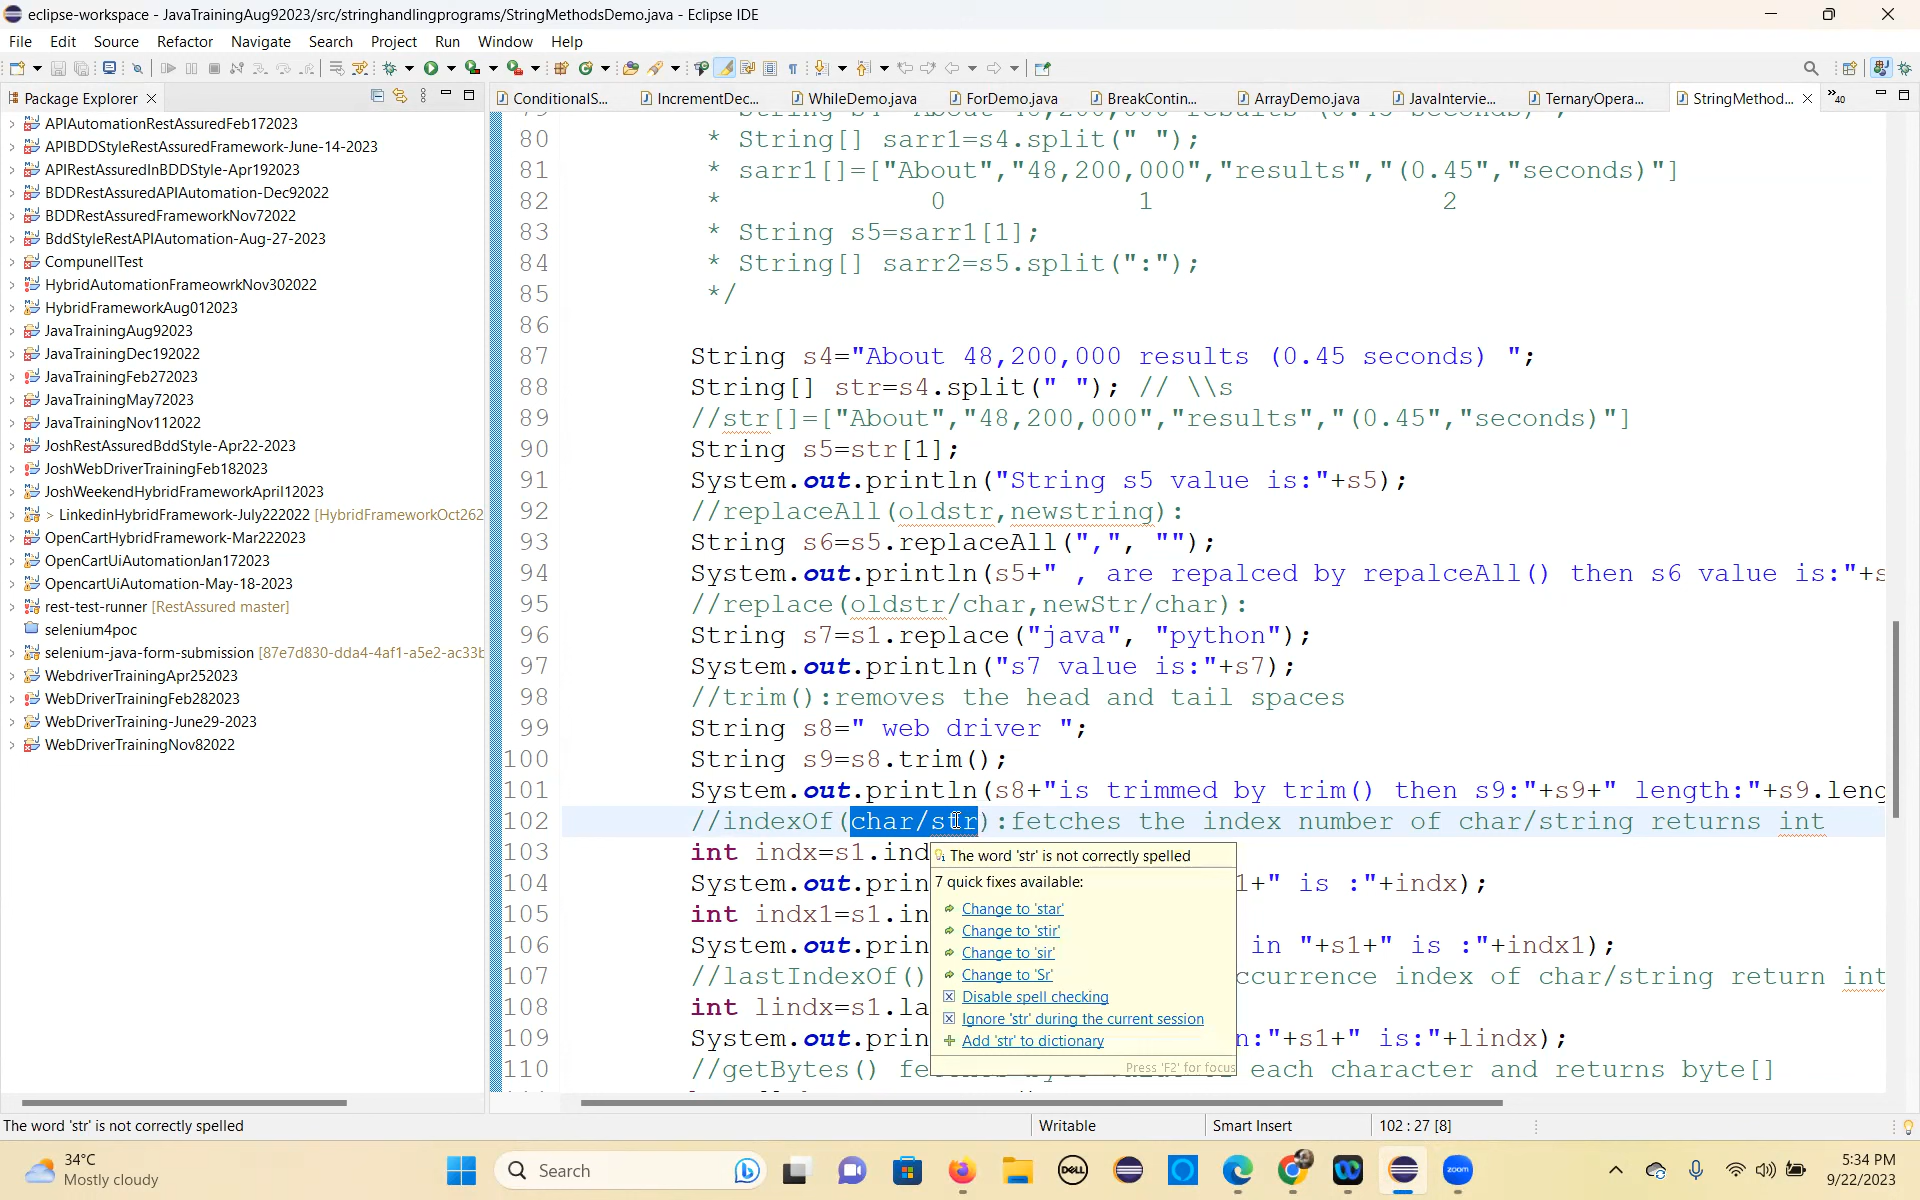 eclipse-workspace - JavaTrainingAug92023/src/stringhandlingprograms/StringMethodsDemo.java - Eclipse IDE
File Edit Source Refactor Navigate Search Project Run Window Help
Package Explorer
ConditionalS... IncrementDec... WhileDemo.java ForDemo.java BreakContin... ArrayDemo.java JavaIntervie... TernaryOpera... StringMethod... »40
APIAutomationRestAssuredFeb172023
APIBDDStyleRestAssuredFramework-June-14-2023
APIRestAssuredInBDDStyle-Apr192023
BDDRestAssuredAPIAutomation-Dec92022
BDDRestAssuredFrameworkNov72022
BddStyleRestAPIAutomation-Aug-27-2023
CompunellTest
HybridAutomationFrameowrkNov302022
HybridFrameworkAug012023
JavaTrainingAug92023
JavaTrainingDec192022
JavaTrainingFeb272023
JavaTrainingMay72023
JavaTrainingNov112022
JoshRestAssuredBddStyle-Apr22-2023
JoshWebDriverTrainingFeb182023
JoshWeekendHybridFrameworkApril12023
> LinkedinHybridFramework-July222022 [HybridFrameworkOct262
OpenCartHybridFramework-Mar222023
OpenCartUiAutomationJan172023
OpencartUiAutomation-May-18-2023
rest-test-runner [RestAssured master]
selenium4poc
selenium-java-form-submission [87e7d830-dda4-4af1-a5e2-ac33b
WebdriverTrainingApr252023
WebDriverTrainingFeb282023
WebDriverTraining-June29-2023
WebDriverTrainingNov82022
80 * String[] sarr1=s4.split(" ");
81 * sarr1[]=["About","48,200,000","results","(0.45","seconds)"]
82 * 0 1 2
83 * String s5=sarr1[1];
84 * String[] sarr2=s5.split(":");
85 */
86
87 String s4="About 48,200,000 results (0.45 seconds) ";
88 String[] str=s4.split(" "); // \\s
89 //str[]=["About","48,200,000","results","(0.45","seconds)"]
90 String s5=str[1];
91 System.out.println("String s5 value is:"+s5);
92 //replaceAll(oldstr,newstring):
93 String s6=s5.replaceAll(",", "");
94 System.out.println(s5+" , are repalced by repalceAll() then s6 value is:"+s
95 //replace(oldstr/char,newStr/char):
96 String s7=s1.replace("java", "python");
97 System.out.println("s7 value is:"+s7);
98 //trim():removes the head and tail spaces
99 String s8=" web driver ";
100 String s9=s8.trim();
101 System.out.println(s8+"is trimmed by trim() then s9:"+s9+" length:"+s9.leng
102 //indexOf(char/str):fetches the index number of char/string returns int
103 int indx=s1.ind
104 System.out.prin 1+" is :"+indx);
105 int indx1=s1.in
106 System.out.prin in "+s1+" is :"+indx1);
107 //lastIndexOf() ccurrence index of char/string return int
108 int lindx=s1.la
109 System.out.prin n:"+s1+" is:"+lindx);
110 //getBytes() fe each character and returns byte[]
The word 'str' is not correctly spelled
7 quick fixes available:
Change to 'star'
Change to 'stir'
Change to 'sir'
Change to 'Sr'
Disable spell checking
Ignore 'str' during the current session
Add 'str' to dictionary
Press 'F2' for focus
The word 'str' is not correctly spelled Writable Smart Insert 102 : 27 [8]
34°C
Mostly cloudy
Search
DELL
zoom
5:34 PM
9/22/2023